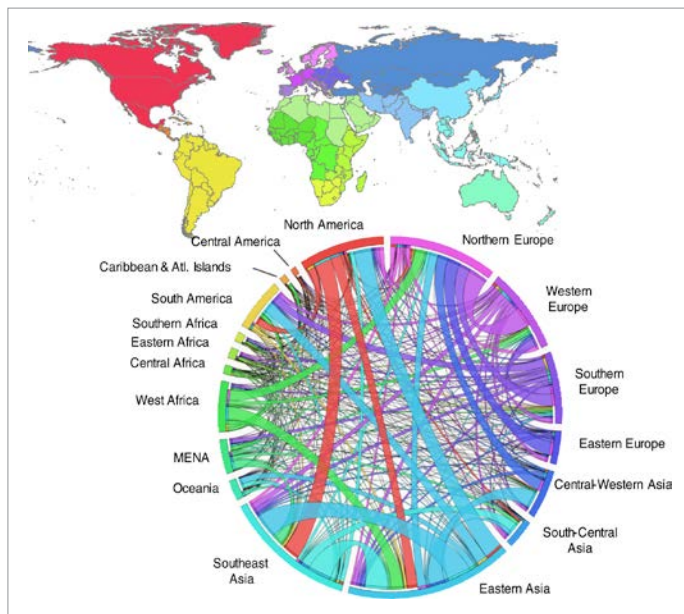 North America
Northern Europe
Central America
Caribbean & Atl. Islands
South America
Western
Europe
Southern Africa
Eastern Africa
Central Africa
Southern
Europe
West Africa
Eastern Europe
MENA
Central-Western Asia
Oceania
South-Central
Asia
Southeast
Asia
Eastern Asia